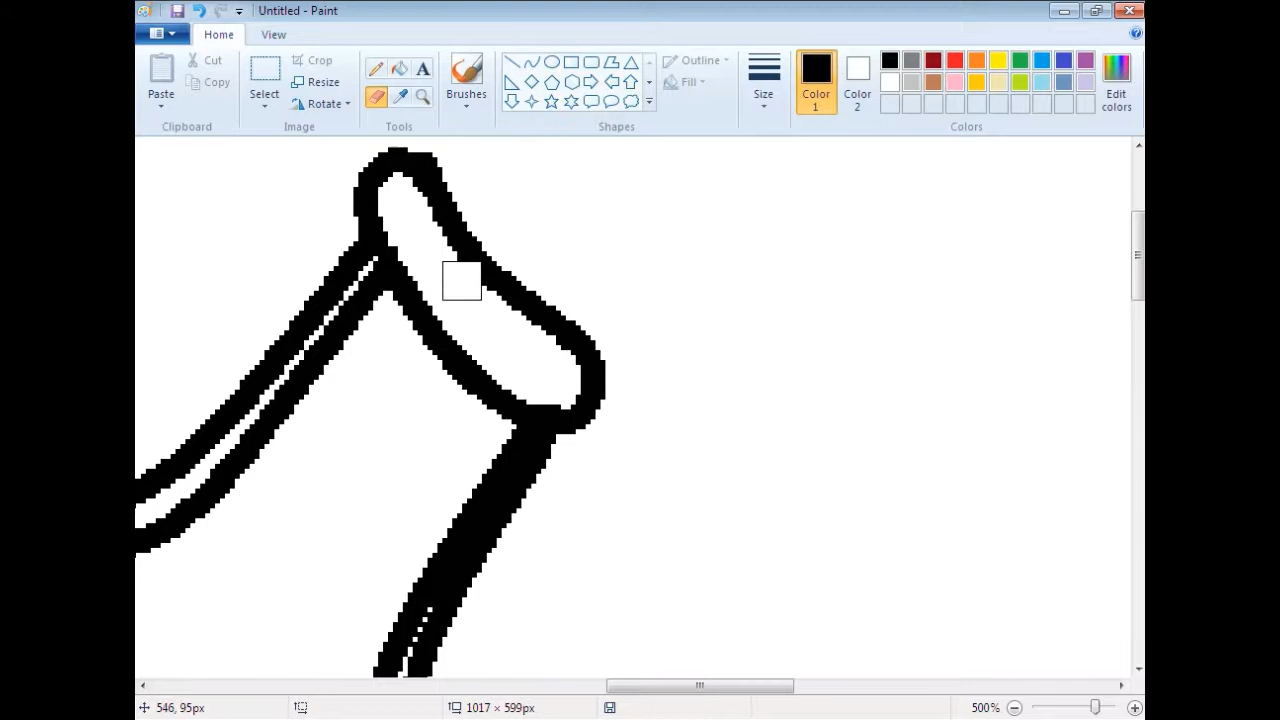 Untitled - Paint
Home View
Paste
Cut
Copy
Clipboard
Select
Crop
Resize
Rotate
Image
A
Tools
Brushes
Outline
Fill
Shapes
Size
Color 1
Color 2
Edit colors
Colors
546, 95px
1017 × 599px
500%